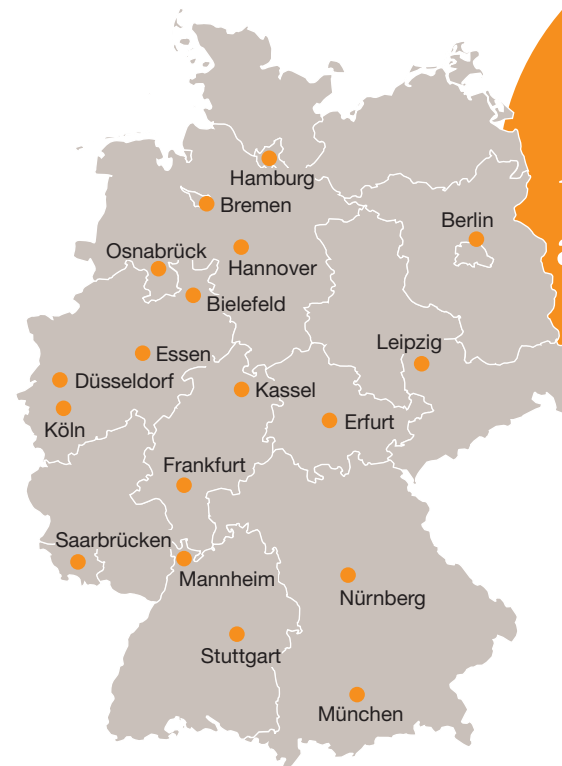 Hamburg
Bremen
Berlin
Osnabrück
Hannover
Bielefeld
Leipzig
Essen
Düsseldorf
Kassel
Köln
Erfurt
Frankfurt
Saarbrücken
Mannheim
Nürnberg
Stuttgart
München